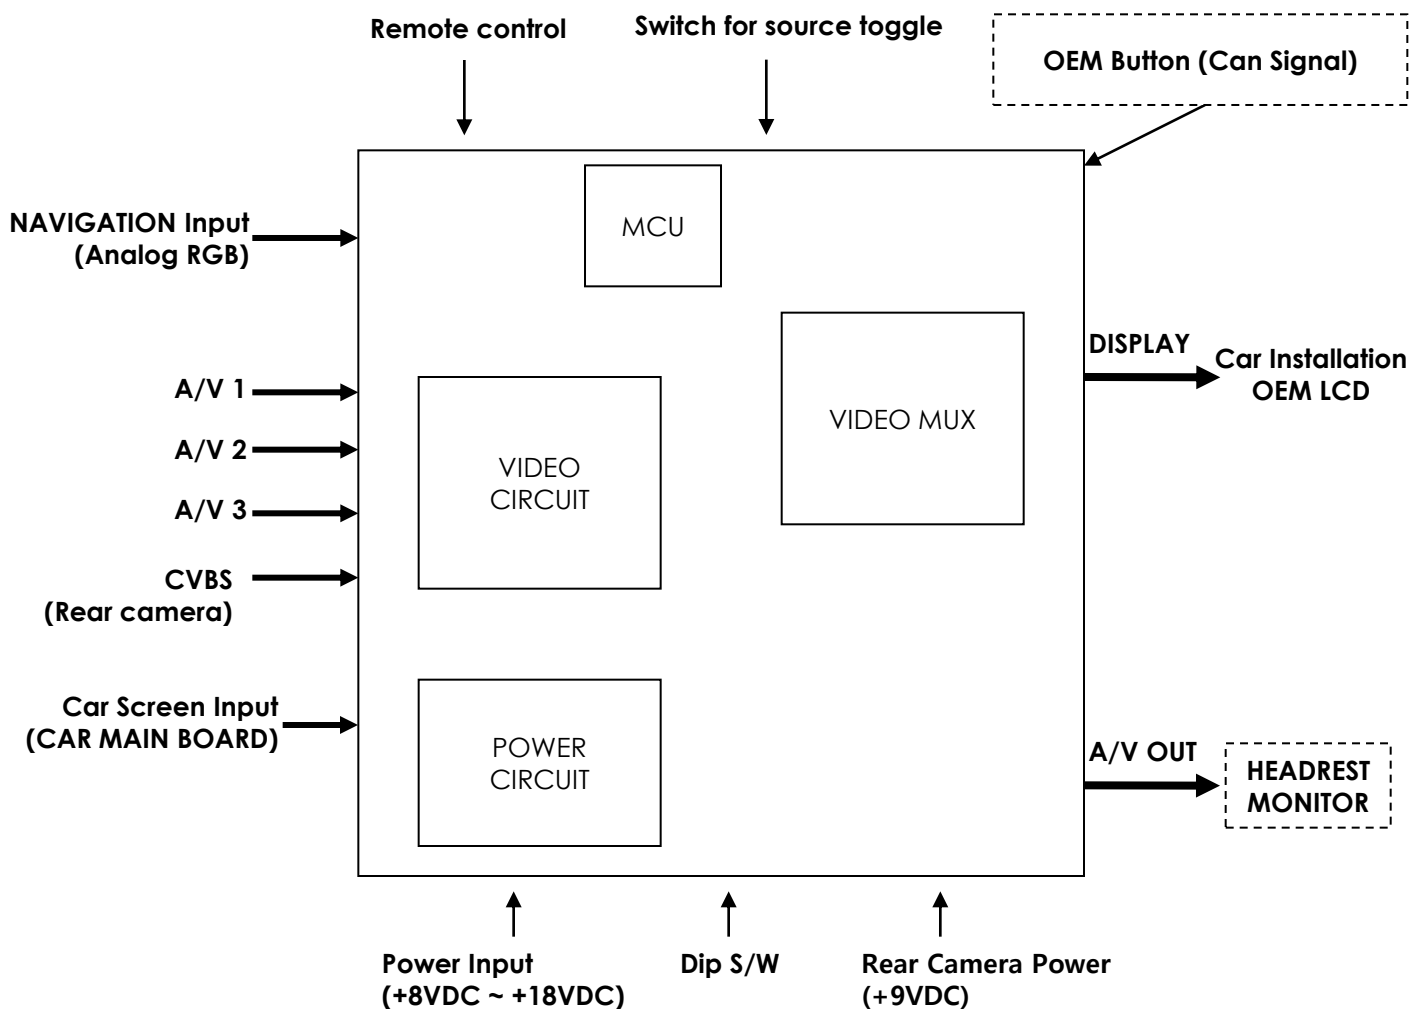 Remote control
Switch for source toggle
OEM Button (Can Signal)
MCU
NAVIGATION Input
(Analog RGB)
DISPLAY
Car Installation
OEM LCD
A/V 1
A/V 2
A/V 3
VIDEO
CIRCUIT
VIDEO MUX
CVBS
(Rear camera)
Car Screen Input
(CAR MAIN BOARD)
POWER
CIRCUIT
A/V OUT
HEADREST
MONITOR
Power Input
(+8VDC ~ +18VDC)
Dip S/W
Rear Camera Power
(+9VDC)